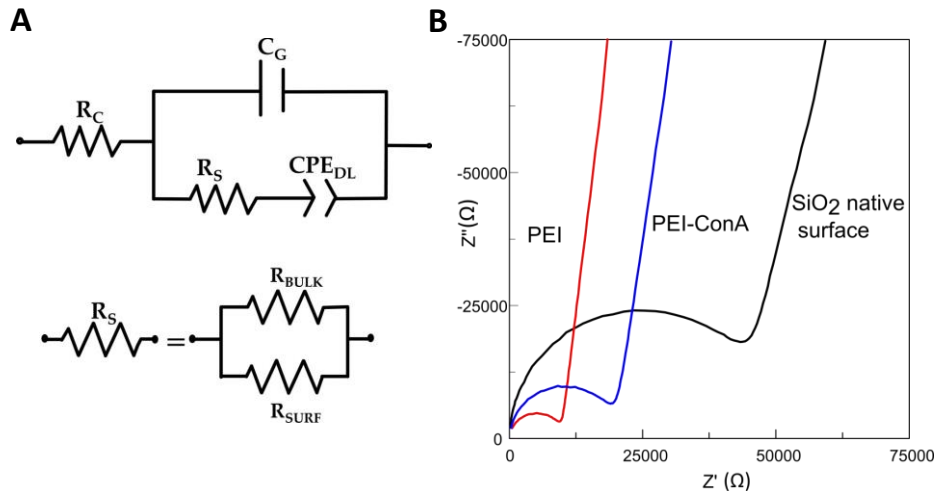 A
C_G
R_C
R_S
CPE_DL
R_S
=
R_BULK
R_SURF
B
-75000
-50000
-25000
0
Z''(Ω)
PEI
PEI-ConA
SiO2 native
surface
0
25000
50000
75000
Z' (Ω)